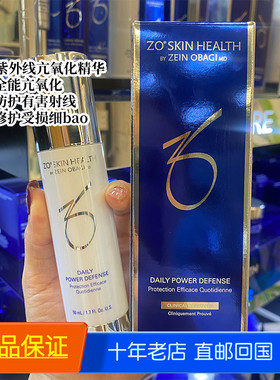 紫外线亢氧化精华
全能亢氧化
防护有害射线
修护受损细bao
ZO® SKIN HEALTH
BY ZEIN OBAGI MD
ZO® SKIN HEALTH
BY ZEIN OBAGI MD
DAILY
POWER DEFENSE
Protection Efficace
Quotidienne
50 mL / 1.7 fl. oz. U.S.
DAILY POWER DEFENSE
Protection Efficace Quotidienne
Cliniquement Prouvé
品保证
十年老店 直邮回国